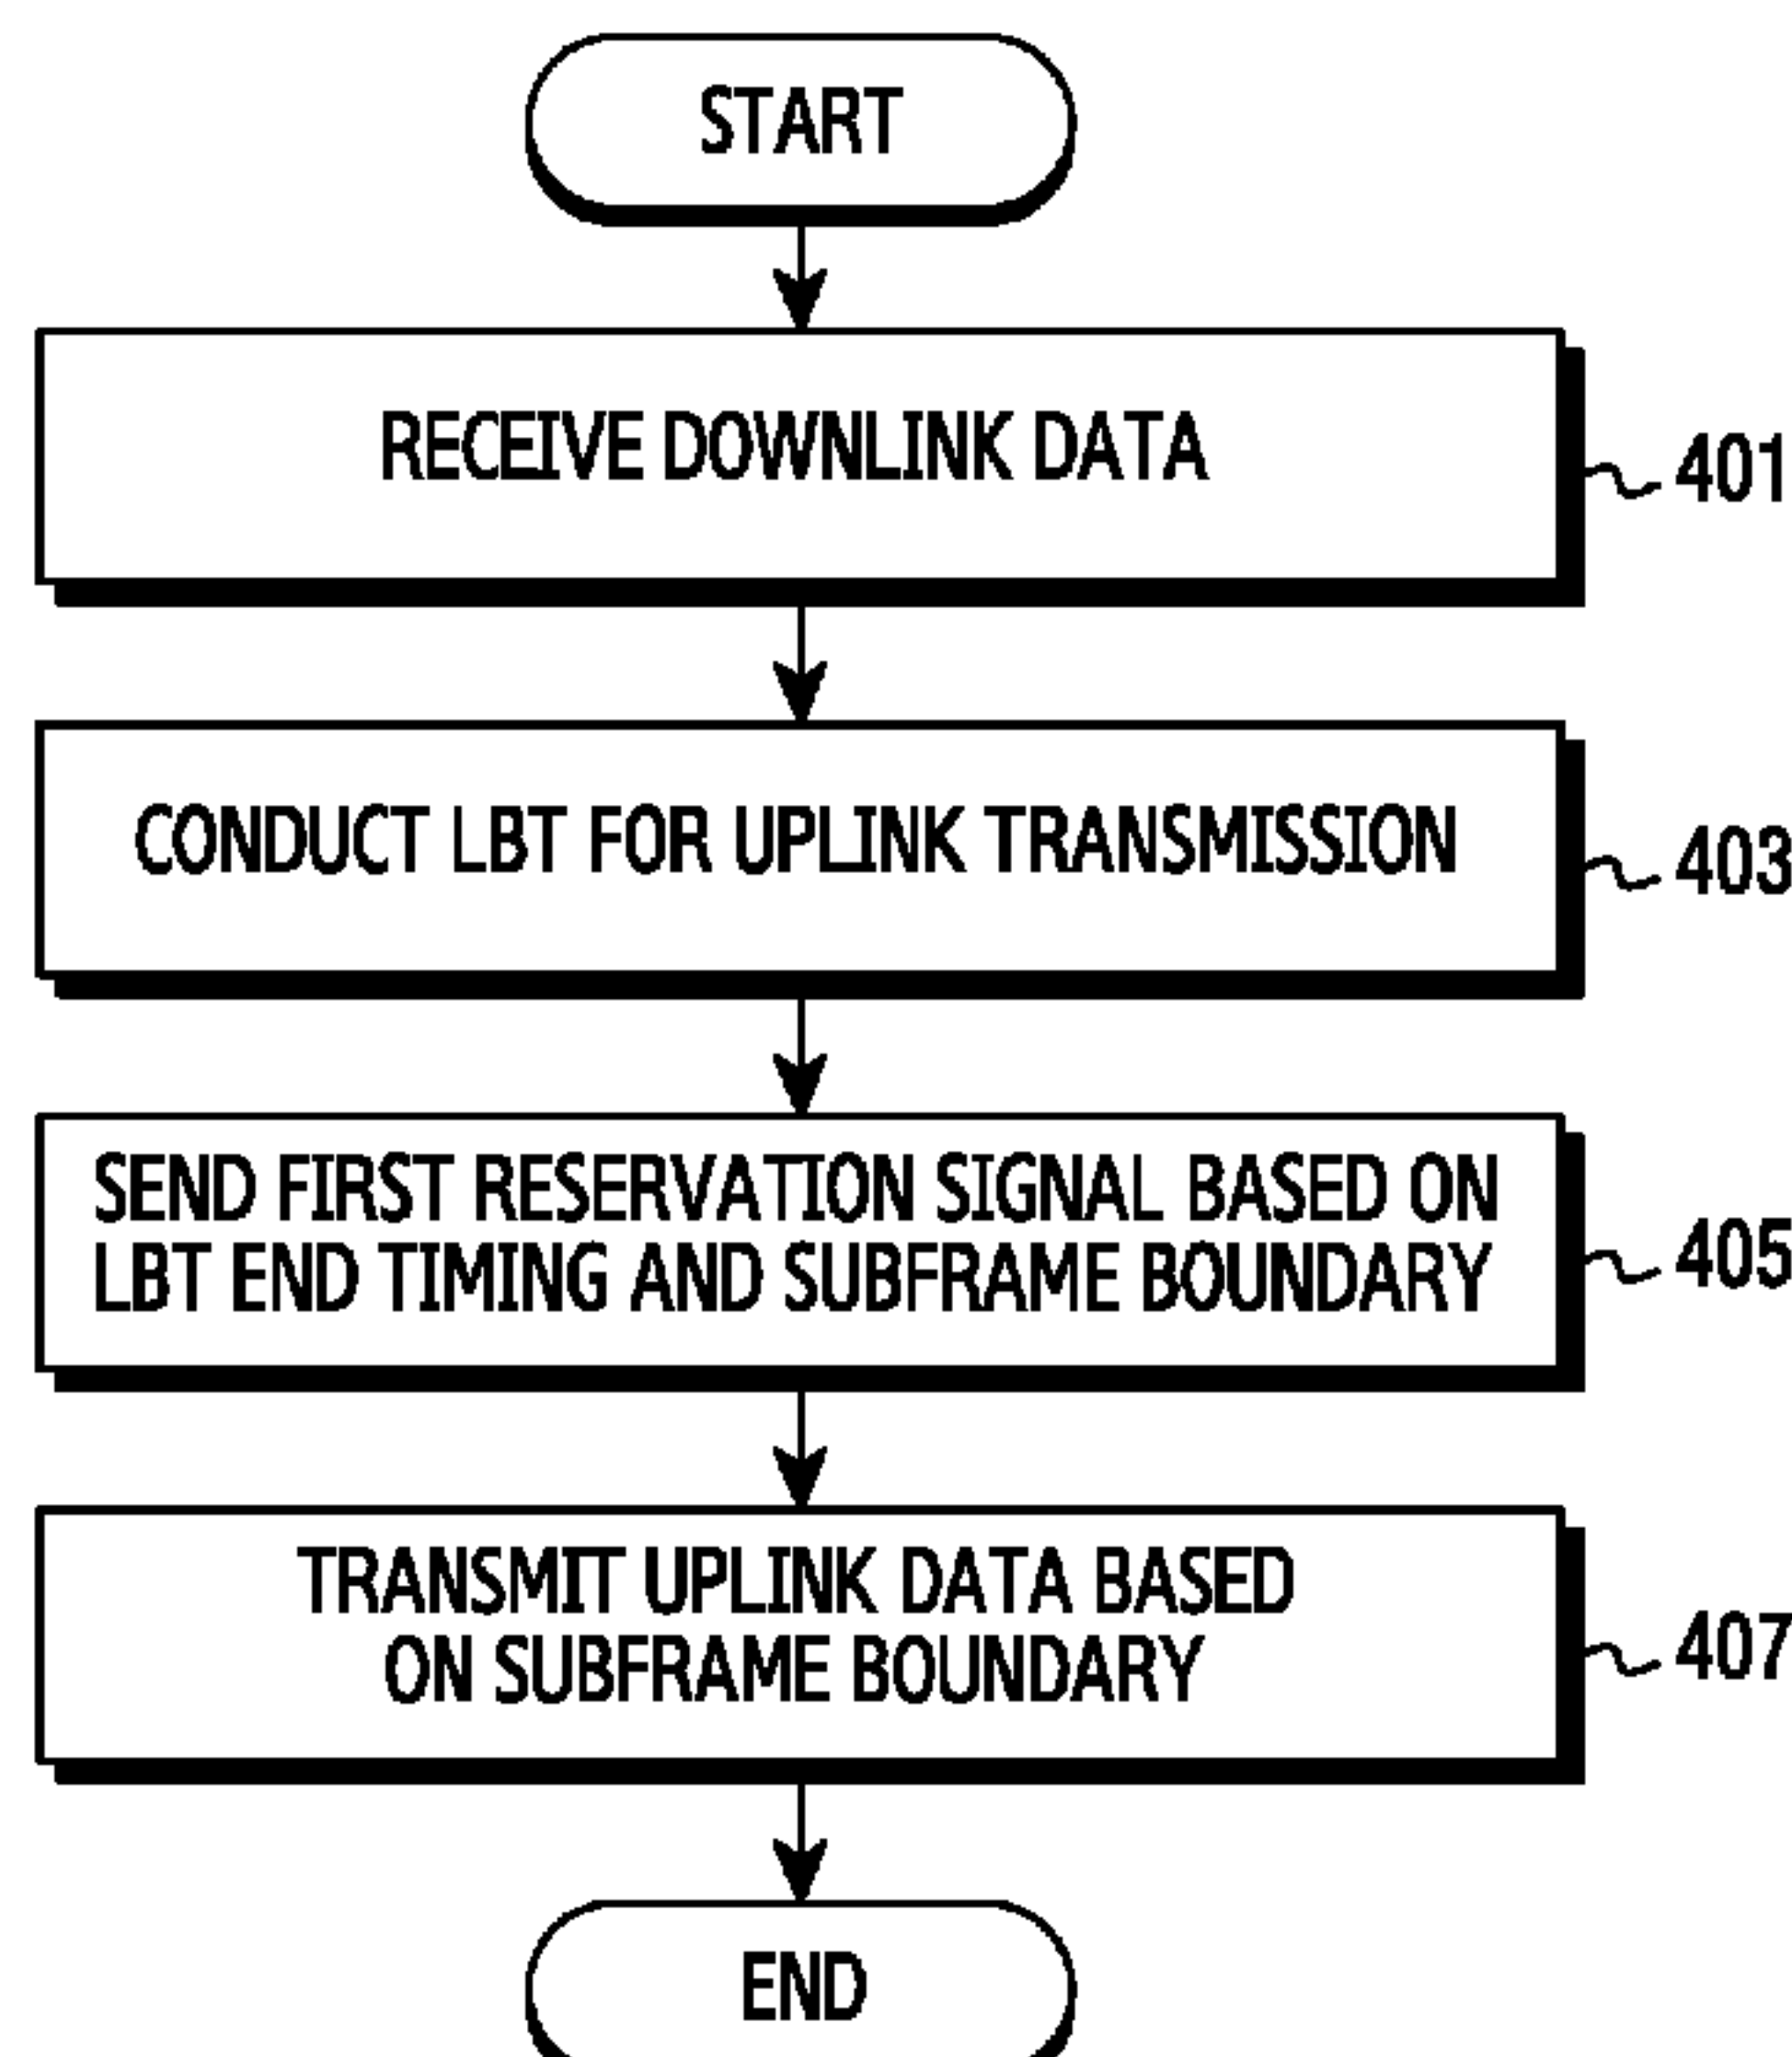 START
RECEIVE DOWNLINK DATA
401
CONDUCT LBT FOR UPLINK TRANSMISSION
403
SEND FIRST RESERVATION SIGNAL BASED ON
LBT END TIMING AND SUBFRAME BOUNDARY
405
TRANSMIT UPLINK DATA BASED
ON SUBFRAME BOUNDARY
407
END